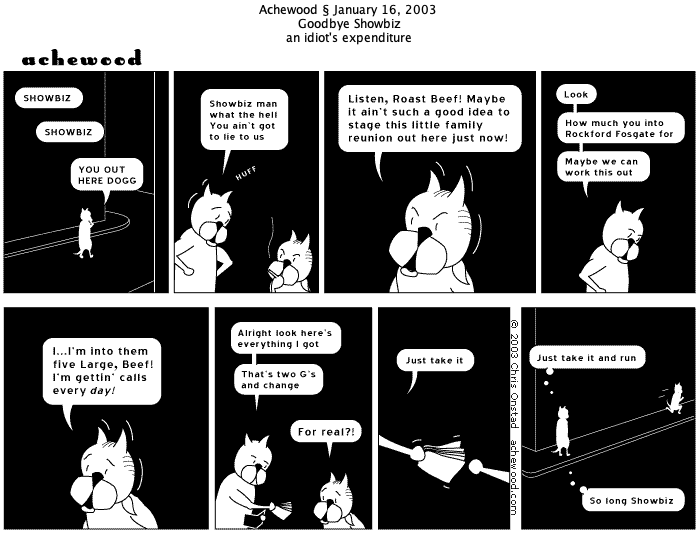 Achewood § January 16, 2003
Goodbye Showbiz
an idiot's expenditure
achewood
SHOWBIZ
SHOWBIZ
YOU OUT
HERE DOGG
Showbiz man
what the hell
You ain't got
to lie to us
HUFF
Listen, Roast Beef! Maybe
it ain't such a good idea to
stage this little family
reunion out here just now!
Look
How much you into
Rockford Fosgate for
Maybe we can
work this out
I...I'm into them
five Large, Beef!
I'm gettin' calls
every day!
Alright look here's
everything I got
That's two G's
and change
For real?!
Just take it
© 2003 Chris Onstad achewood.com
Just take it and run
So long Showbiz